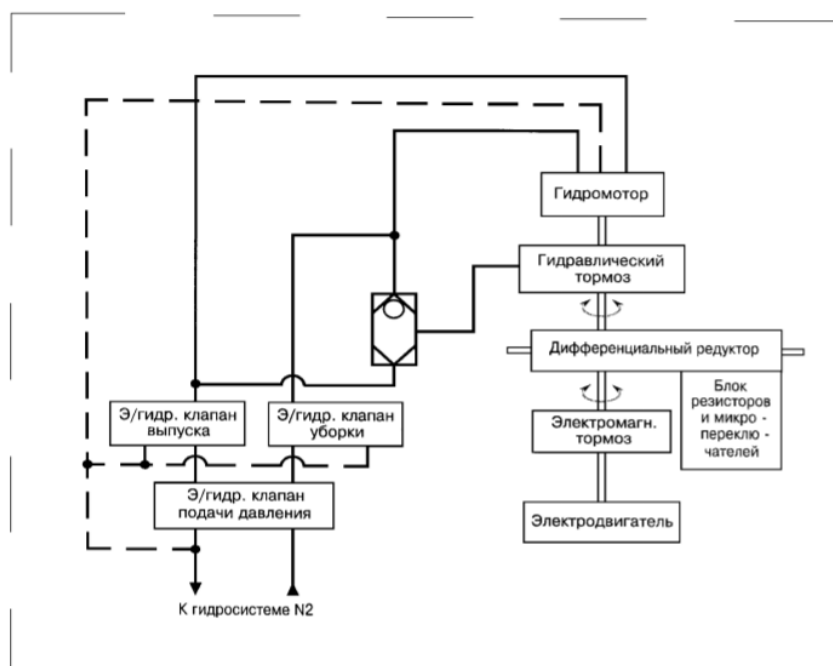 Гидромотор
Гидравлический
тормоз
Дифференциальный редуктор
Блок
резисторов
и микро -
переклю -
чателей
Э/гидр. клапан
выпуска
Э/гидр. клапан
уборки
Электромагн.
тормоз
Э/гидр. клапан
подачи давления
Электродвигатель
К гидросистеме N2